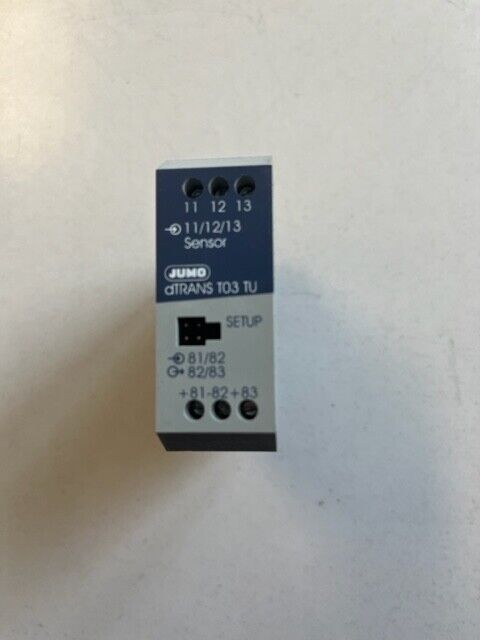 11 12 13
11/12/13
Sensor
JUMO
dTRANS T03 TU
SETUP
81/82
82/83
+81-82+83